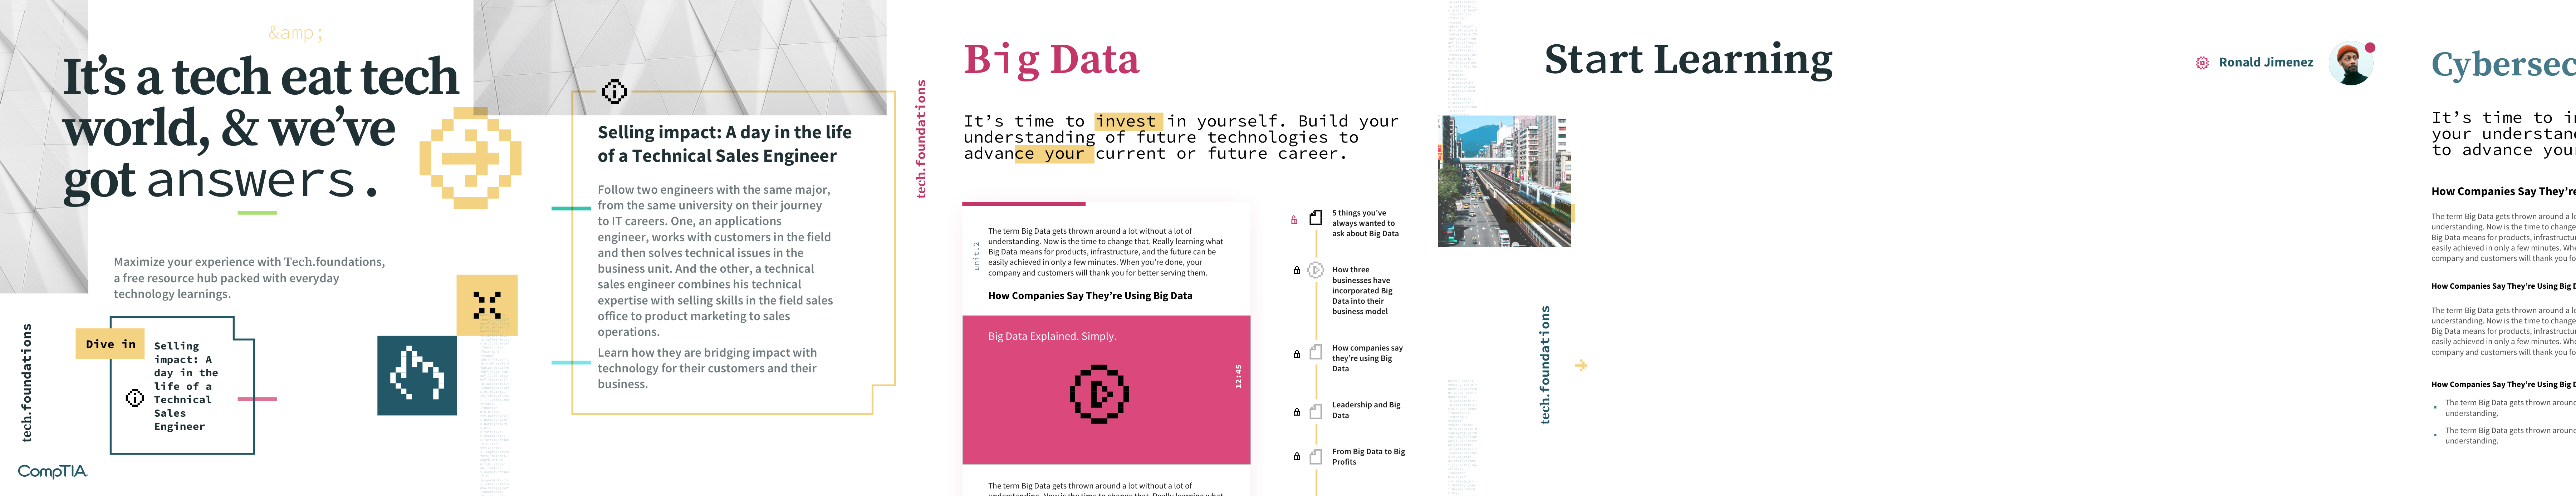 &amp;
It's a tech eat tech
world, & we've
got answers.
Maximize your experience with Tech.foundations,
a free resource hub packed with everyday
technology learnings.
Dive in
Selling
impact: A
day in the
life of a
Technical
Sales
Engineer
tech.foundations
CompTIA
Selling impact: A day in the life
of a Technical Sales Engineer
Follow two engineers with the same major,
from the same university on their journey
to IT careers. One, an applications
engineer, works with customers in the field
and then solves technical issues in the
business unit. And the other, a technical
sales engineer combines his technical
expertise with selling skills in the field sales
office to product marketing to sales
operations.
Learn how they are bridging impact with
technology for their customers and their
business.
tech.foundations
Big Data
It's time to invest in yourself. Build your
understanding of future technologies to
advance your current or future career.
unit.2
The term Big Data gets thrown around a lot without a lot of
understanding. Now is the time to change that. Really learning what
Big Data means for products, infrastructure, and the future can be
easily achieved in only a few minutes. When you're done, your
company and customers will thank you for better serving them.
How Companies Say They're Using Big Data
Big Data Explained. Simply.
12:45
The term Big Data gets thrown around a lot without a lot of
understanding. Now is the time to change that. Really learning what
5 things you've
always wanted to
ask about Big Data
How three
businesses have
incorporated Big
Data into their
business model
How companies say
they're using Big
Data
Leadership and Big
Data
From Big Data to Big
Profits
Start Learning
tech.foundations
Ronald Jimenez
Cybersec
It's time to in
your understan
to advance your
How Companies Say They're
The term Big Data gets thrown around a lo
understanding. Now is the time to change
Big Data means for products, infrastructur
easily achieved in only a few minutes. Whe
company and customers will thank you fo
How Companies Say They're Using Big D
The term Big Data gets thrown around a lo
understanding. Now is the time to change
Big Data means for products, infrastructur
easily achieved in only a few minutes. Whe
company and customers will thank you fo
How Companies Say They're Using Big D
The term Big Data gets thrown around
understanding.
The term Big Data gets thrown around
understanding.